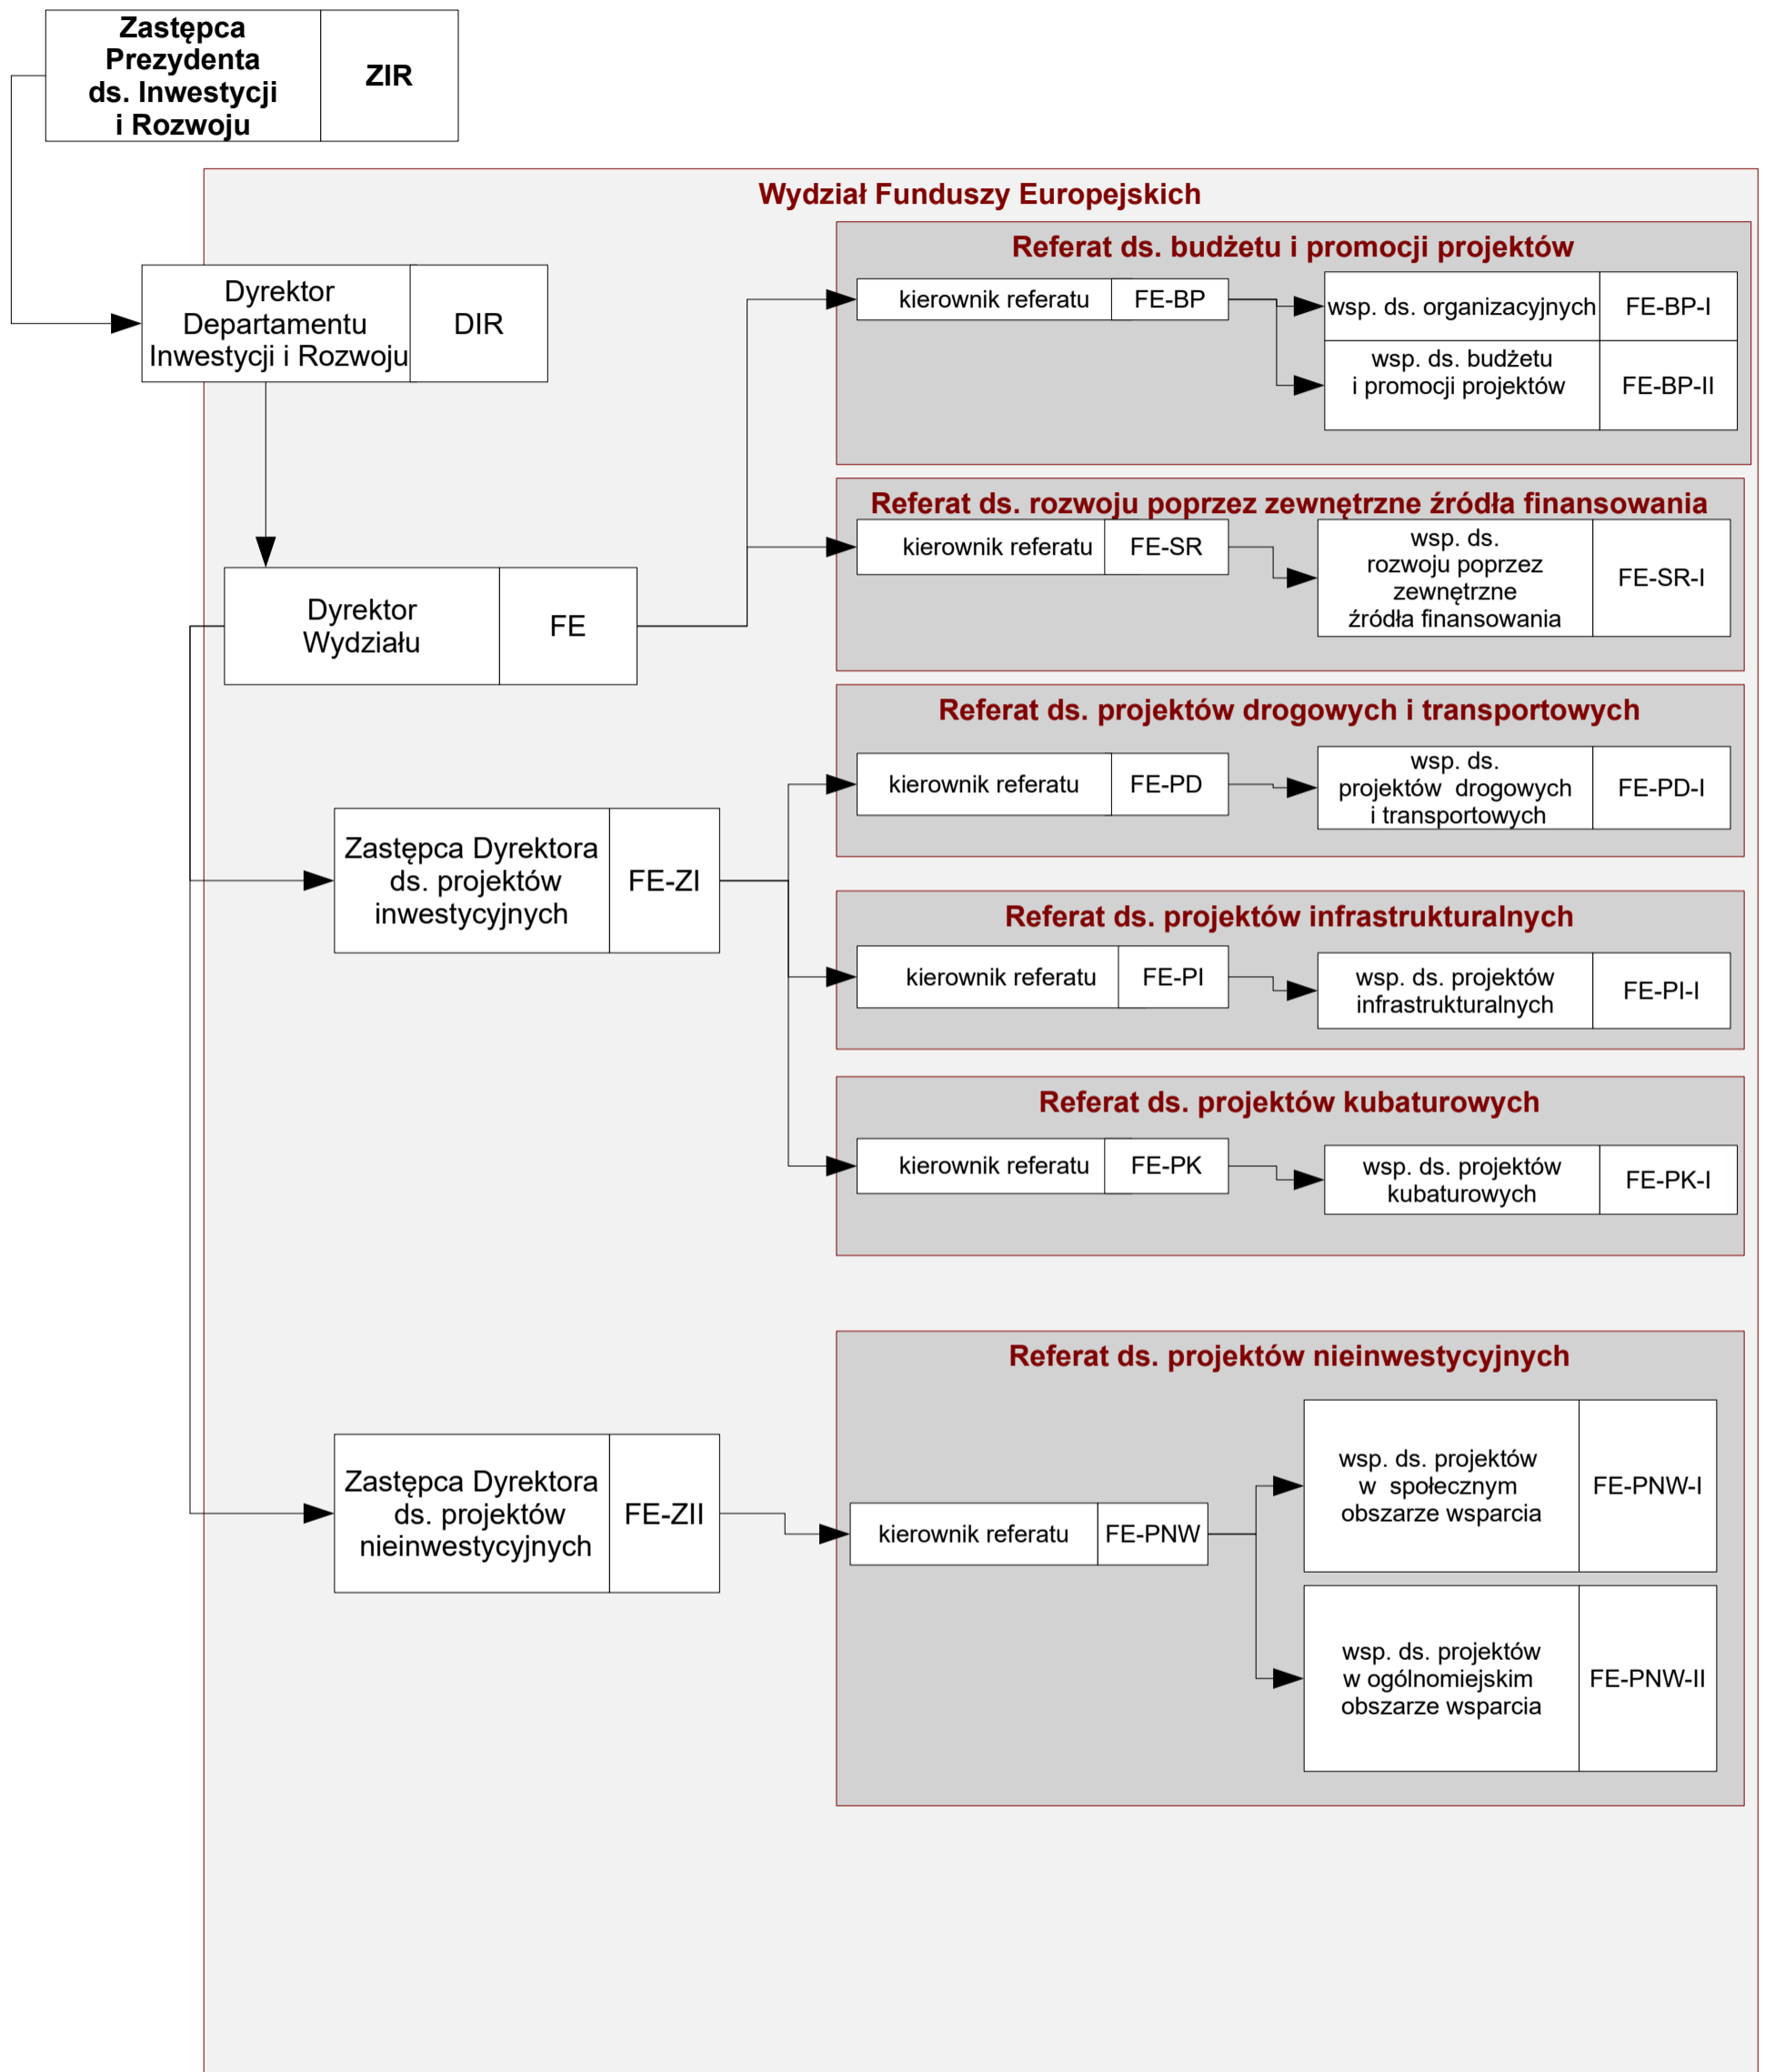 Zastępca
Prezydenta
ds. Inwestycji
i Rozwoju
ZIR
Wydział Funduszy Europejskich
Dyrektor
Departamentu
Inwestycji i Rozwoju
DIR
Referat ds. budżetu i promocji projektów
kierownik referatu
FE-BP
wsp. ds. organizacyjnych
FE-BP-I
wsp. ds. budżetu
i promocji projektów
FE-BP-II
Dyrektor
Wydziału
FE
Referat ds. rozwoju poprzez zewnętrzne źródła finansowania
kierownik referatu
FE-SR
wsp. ds.
rozwoju poprzez
zewnętrzne
źródła finansowania
FE-SR-I
Zastępca Dyrektora
ds. projektów
inwestycyjnych
FE-ZI
Referat ds. projektów drogowych i transportowych
kierownik referatu
FE-PD
wsp. ds.
projektów drogowych
i transportowych
FE-PD-I
Referat ds. projektów infrastrukturalnych
kierownik referatu
FE-PI
wsp. ds. projektów
infrastrukturalnych
FE-PI-I
Referat ds. projektów kubaturowych
kierownik referatu
FE-PK
wsp. ds. projektów
kubaturowych
FE-PK-I
Zastępca Dyrektora
ds. projektów
nieinwestycyjnych
FE-ZII
Referat ds. projektów nieinwestycyjnych
kierownik referatu
FE-PNW
wsp. ds. projektów
w społecznym
obszarze wsparcia
FE-PNW-I
wsp. ds. projektów
w ogólnomiejskim
obszarze wsparcia
FE-PNW-II